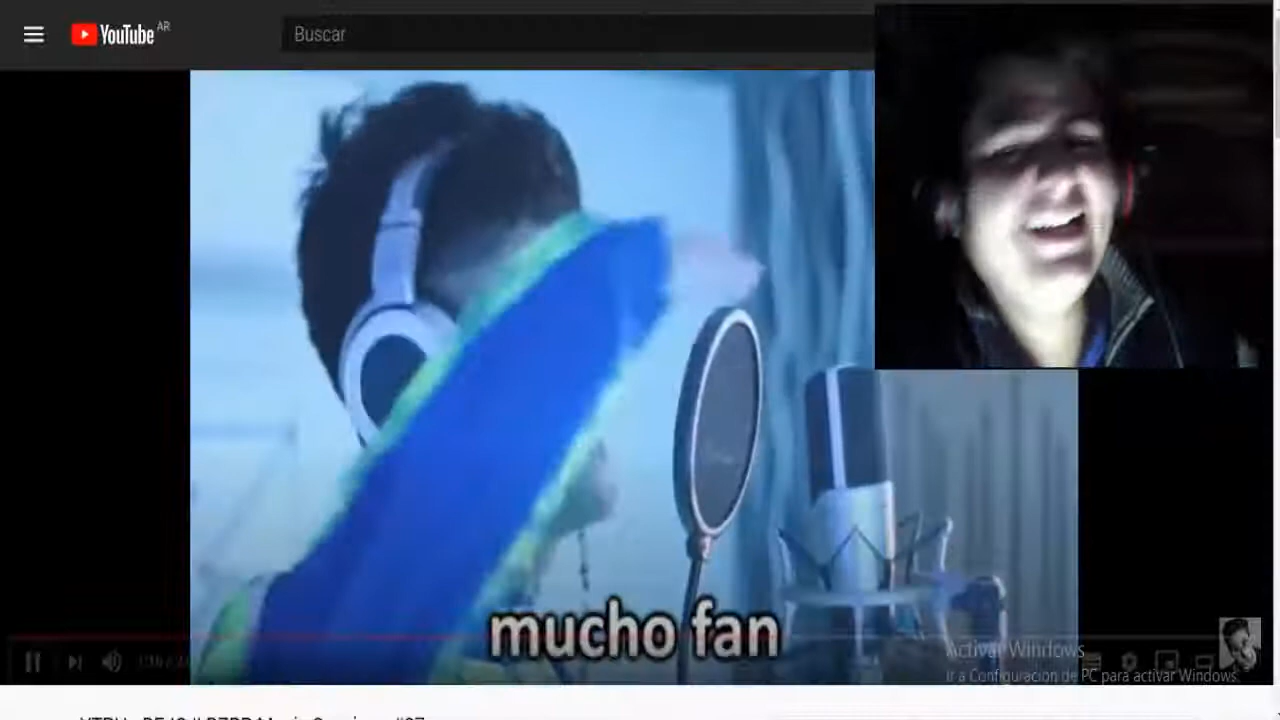 YouTube AR
Buscar
mucho fan
Activar Windows
Ir a Configuración de PC para activar Windows.